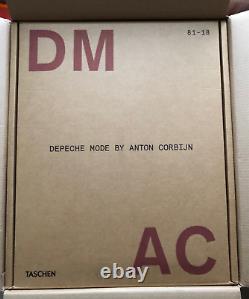 DM
81-18
DEPECHE MODE BY ANTON CORBIJN
AC
TASCHEN